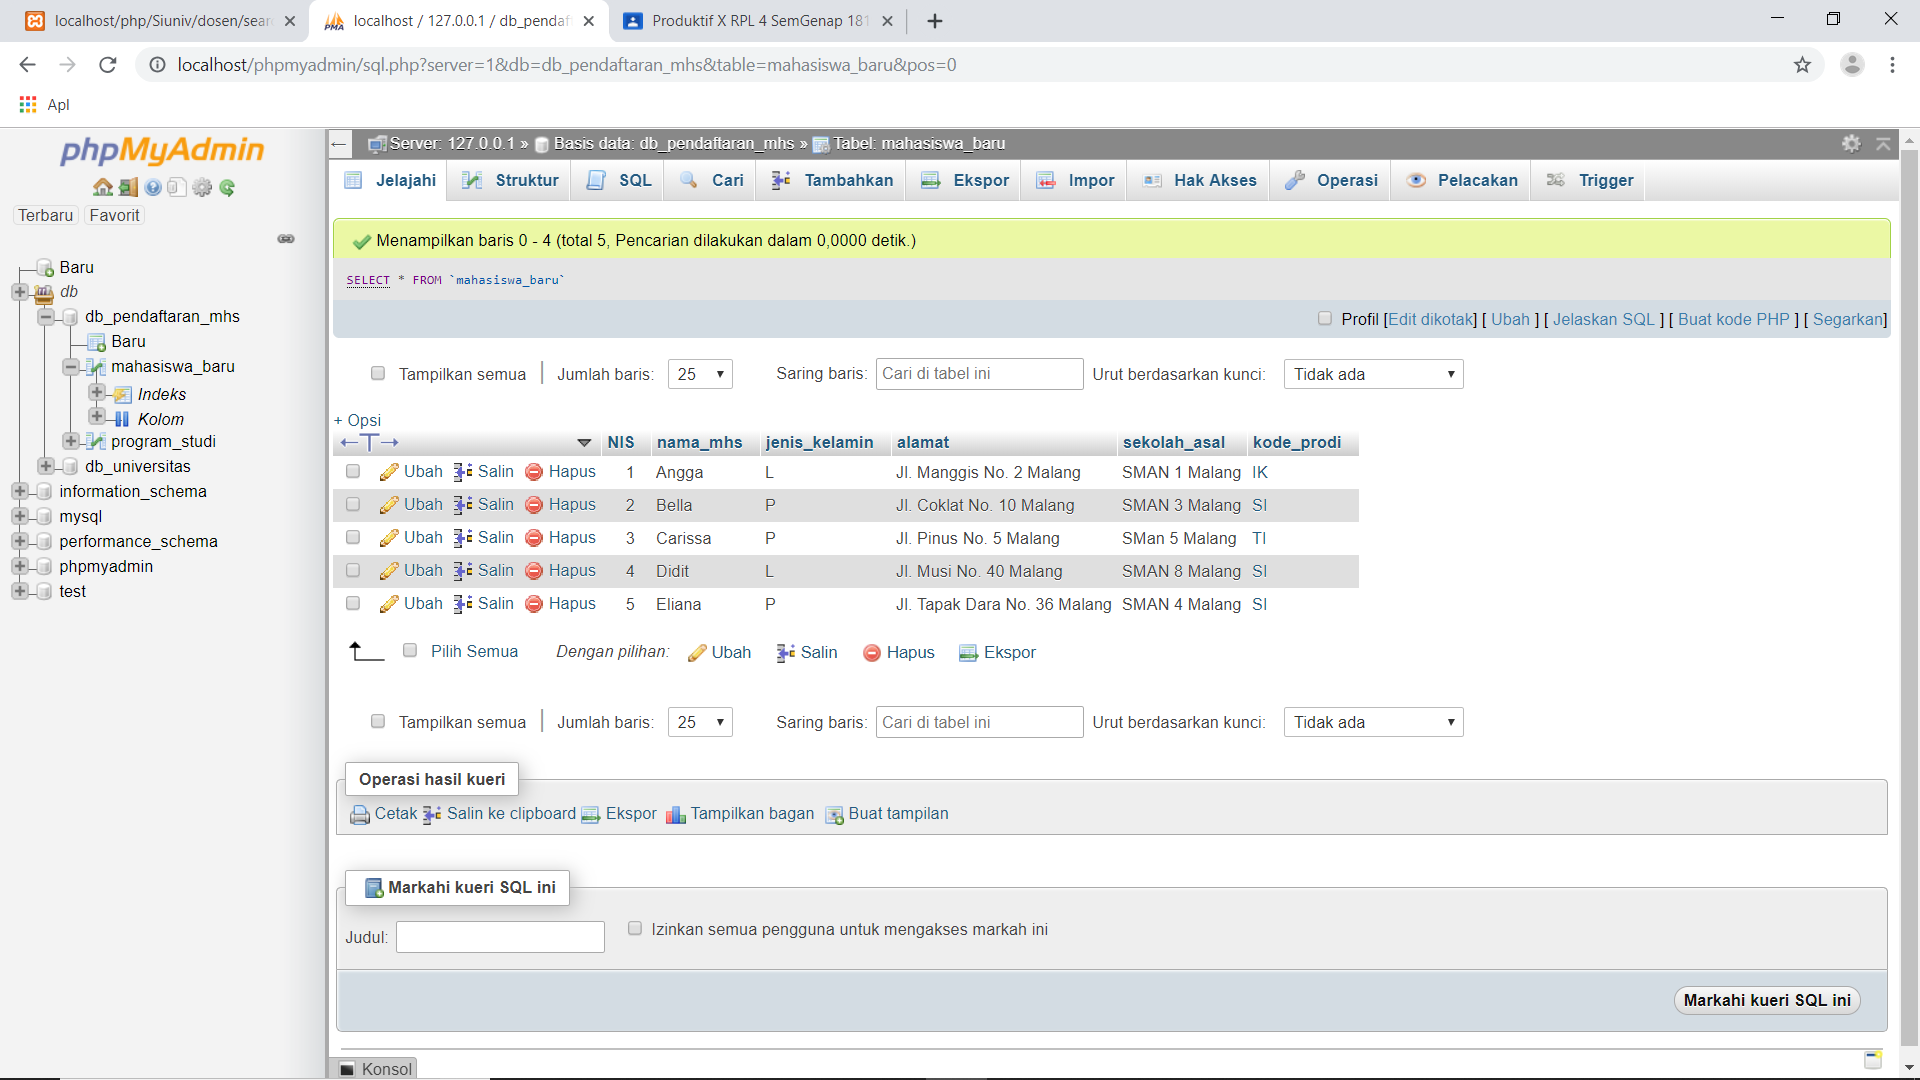 localhost/php/Siuniv/dosen/sear
localhost / 127.0.0.1 / db_pendaf
Produktif X RPL 4 SemGenap 181
localhost/phpmyadmin/sql.php?server=1&db=db_pendaftaran_mhs&table=mahasiswa_baru&pos=0
Apl
phpMyAdmin
Terbaru Favorit
Baru
db
db_pendaftaran_mhs
Baru
mahasiswa_baru
Indeks
Kolom
program_studi
db_universitas
information_schema
mysql
performance_schema
phpmyadmin
test
Server: 127.0.0.1 » Basis data: db_pendaftaran_mhs » Tabel: mahasiswa_baru
Jelajahi Struktur SQL Cari Tambahkan Ekspor Impor Hak Akses Operasi Pelacakan Trigger
Menampilkan baris 0 - 4 (total 5, Pencarian dilakukan dalam 0,0000 detik.)
SELECT * FROM `mahasiswa_baru`
Profil [Edit dikotak] [ Ubah ] [ Jelaskan SQL ] [ Buat kode PHP ] [ Segarkan]
Tampilkan semua Jumlah baris: 25 Saring baris: Cari di tabel ini Urut berdasarkan kunci: Tidak ada
+ Opsi
←T→ NIS nama_mhs jenis_kelamin alamat sekolah_asal kode_prodi
Ubah Salin Hapus 1 Angga L Jl. Manggis No. 2 Malang SMAN 1 Malang IK
Ubah Salin Hapus 2 Bella P Jl. Coklat No. 10 Malang SMAN 3 Malang SI
Ubah Salin Hapus 3 Carissa P Jl. Pinus No. 5 Malang SMan 5 Malang TI
Ubah Salin Hapus 4 Didit L Jl. Musi No. 40 Malang SMAN 8 Malang SI
Ubah Salin Hapus 5 Eliana P Jl. Tapak Dara No. 36 Malang SMAN 4 Malang SI
Pilih Semua Dengan pilihan: Ubah Salin Hapus Ekspor
Tampilkan semua Jumlah baris: 25 Saring baris: Cari di tabel ini Urut berdasarkan kunci: Tidak ada
Operasi hasil kueri
Cetak Salin ke clipboard Ekspor Tampilkan bagan Buat tampilan
Markahi kueri SQL ini
Judul: Izinkan semua pengguna untuk mengakses markah ini
Markahi kueri SQL ini
Konsol